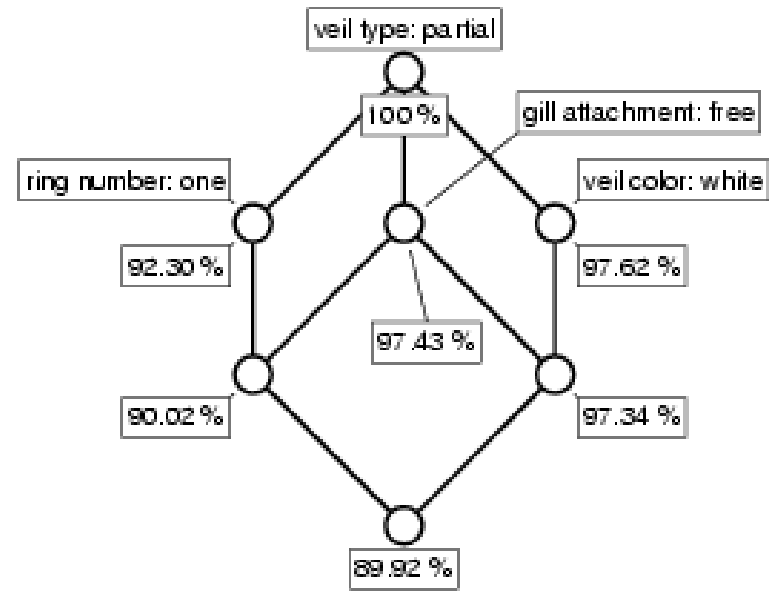 veil type: partial
100 %
gill attachment: free
ring number: one
veil color: white
92.30 %
97.62 %
97.43 %
90.02 %
97.34 %
89.92 %